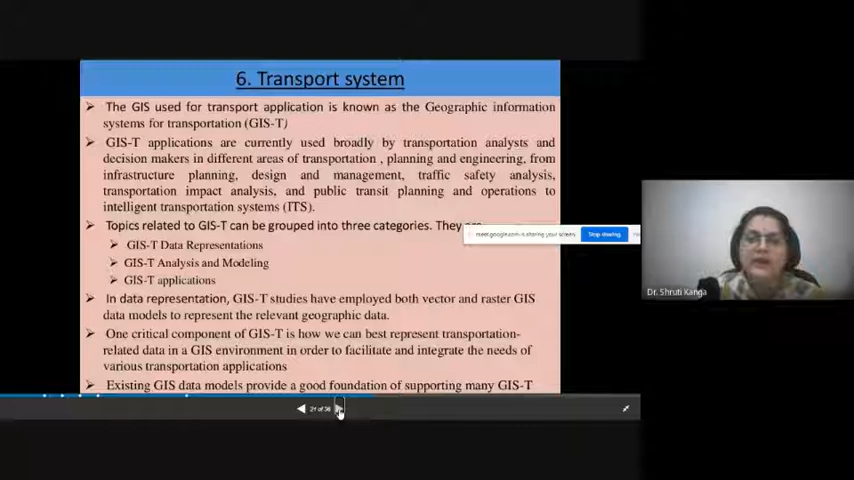 6. Transport system
➢ The GIS used for transport application is known as the Geographic information
systems for transportation (GIS-T)
➢ GIS-T applications are currently used broadly by transportation analysts and
decision makers in different areas of transportation , planning and engineering, from
infrastructure planning, design and management, traffic safety analysis,
transportation impact analysis, and public transit planning and operations to
intelligent transportation systems (ITS).
➢ Topics related to GIS-T can be grouped into three categories. They
meet.google.com is sharing your screen. Stop sharing
➢ GIS-T Data Representations
➢ GIS-T Analysis and Modeling
➢ GIS-T applications
➢ In data representation, GIS-T studies have employed both vector and raster GIS
data models to represent the relevant geographic data.
➢ One critical component of GIS-T is how we can best represent transportation-
related data in a GIS environment in order to facilitate and integrate the needs of
various transportation applications
➢ Existing GIS data models provide a good foundation of supporting many GIS-T
21 of 38
Dr. Shruti Kanga